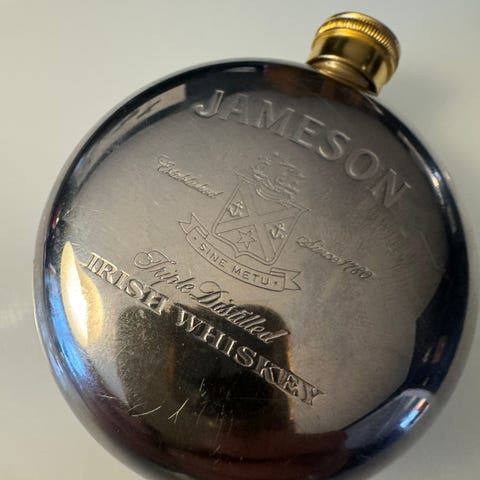 JAMESON
Established Since 1780
SINE METU
Triple Distilled
IRISH WHISKEY